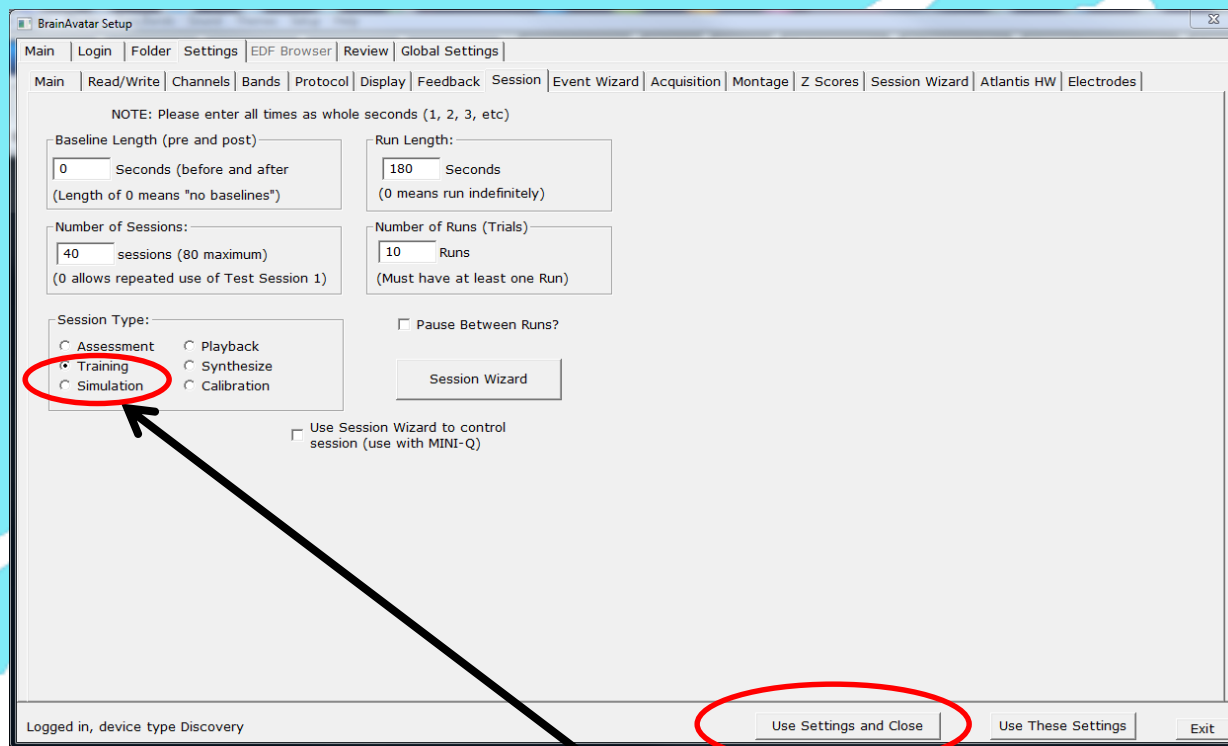 BrainAvatar Setup
Main Login Folder Settings EDF Browser Review Global Settings
Main Read/Write Channels Bands Protocol Display Feedback Session Event Wizard Acquisition Montage Z Scores Session Wizard Atlantis HW Electrodes
NOTE: Please enter all times as whole seconds (1, 2, 3, etc)
Baseline Length (pre and post)
0 Seconds (before and after
(Length of 0 means "no baselines")
Run Length:
180 Seconds
(0 means run indefinitely)
Number of Sessions:
40 sessions (80 maximum)
(0 allows repeated use of Test Session 1)
Number of Runs (Trials)
10 Runs
(Must have at least one Run)
Session Type:
Assessment Playback
Training Synthesize
Simulation Calibration
Pause Between Runs?
Session Wizard
Use Session Wizard to control
session (use with MINI-Q)
Logged in, device type Discovery
Use Settings and Close Use These Settings Exit